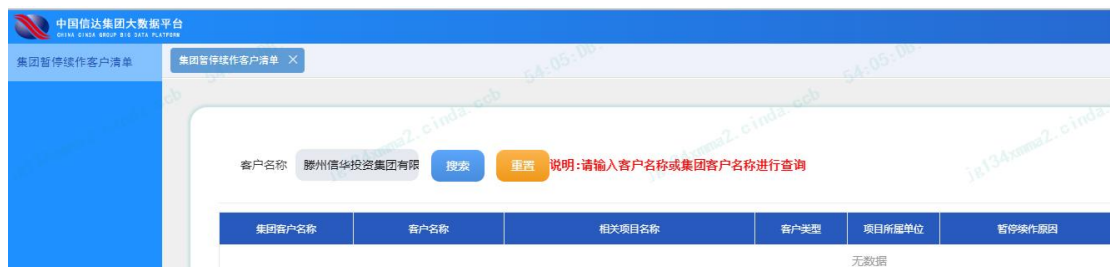 中国信达集团大数据平台
CHINA CINDA GROUP BIG DATA PLATFORM
集团暂停续作客户清单
集团暂停续作客户清单 ×
客户名称 滕州信华投资集团有限 搜索 重置 说明:请输入客户名称或集团客户名称进行查询
集团客户名称 客户名称 相关项目名称 客户类型 项目所属单位 暂停续作原因
无数据